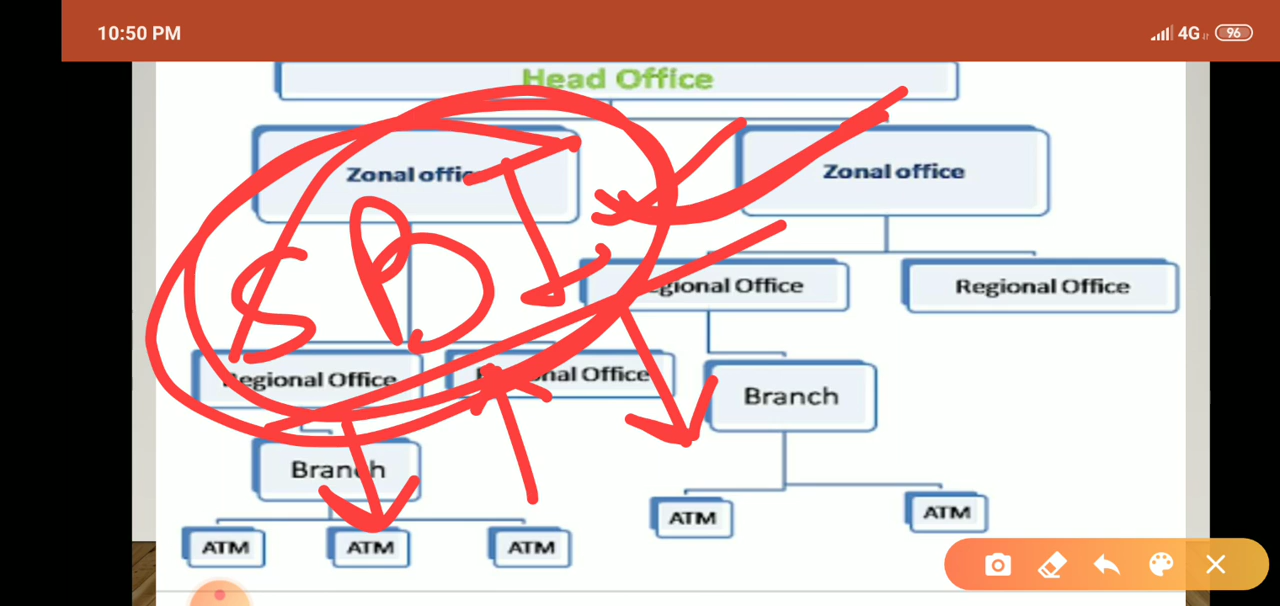 10:50 PM 4G 96
Head Office
Zonal office Zonal office
SBI
Regional Office Regional Office
Regional Office Regional Office
Branch
Branch
ATM ATM
ATM ATM ATM